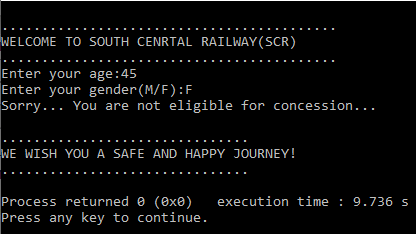 ..........................................
WELCOME TO SOUTH CENRTAL RAILWAY(SCR)
..........................................
Enter your age:45
Enter your gender(M/F):F
Sorry... You are not eligible for concession...
...............................
WE WISH YOU A SAFE AND HAPPY JOURNEY!
...............................
Process returned 0 (0x0)   execution time : 9.736 s
Press any key to continue.